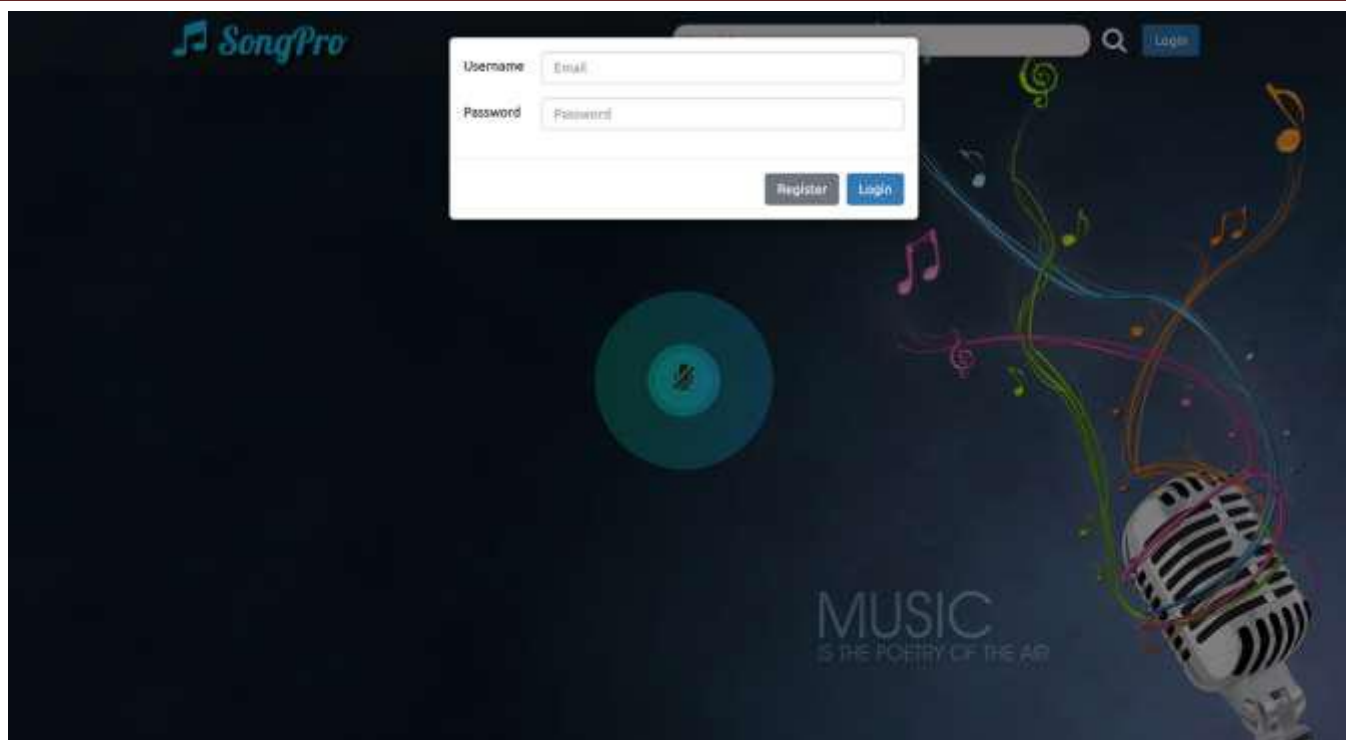 SongPro
Login
Username Email
Password Password
Register Login
MUSIC
IS THE POETRY OF THE AIR